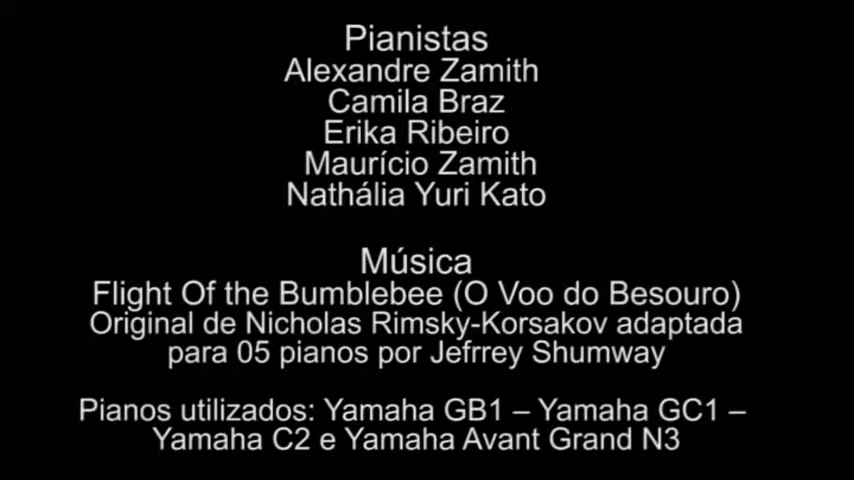 Pianistas
Alexandre Zamith
Camila Braz
Erika Ribeiro
Maurício Zamith
Nathália Yuri Kato
Música
Flight Of the Bumblebee (O Voo do Besouro)
Original de Nicholas Rimsky-Korsakov adaptada
para 05 pianos por Jefrrey Shumway
Pianos utilizados: Yamaha GB1 – Yamaha GC1 –
Yamaha C2 e Yamaha Avant Grand N3